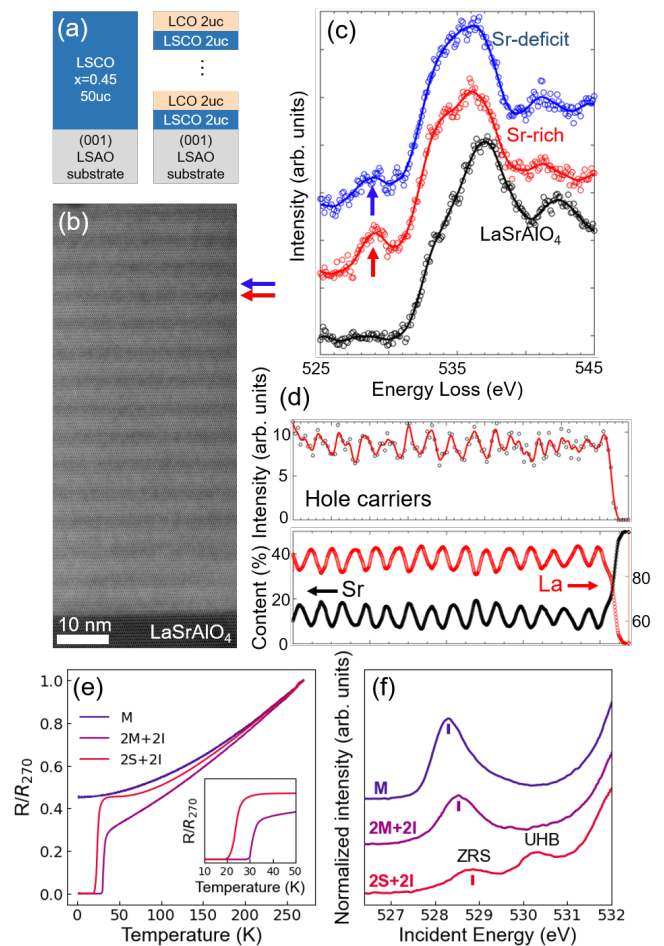 (a)
LSCO
x=0.45
50uc
(001)
LSAO
substrate
LCO 2uc
LSCO 2uc
⋮
LCO 2uc
LSCO 2uc
(001)
LSAO
substrate
(b)
10 nm
LaSrAlO₄
(c)
Sr-deficit
Sr-rich
LaSrAlO₄
Intensity (arb. units)
525 535 545
Energy Loss (eV)
(d)
Intensity (arb. units)
10
5
0
Hole carriers
Content (%)
40
20
0
Sr
La
80
60
(e)
R/R₂₇₀
1.0
0.8
0.6
0.4
0.2
0.0
M
2M+2I
2S+2I
R/R₂₇₀
10 20 30 40 50
Temperature (K)
0 50 100 150 200 250
Temperature (K)
(f)
Normalized intensity (arb. units)
M
2M+2I
2S+2I
ZRS
UHB
527 528 529 530 531 532
Incident Energy (eV)